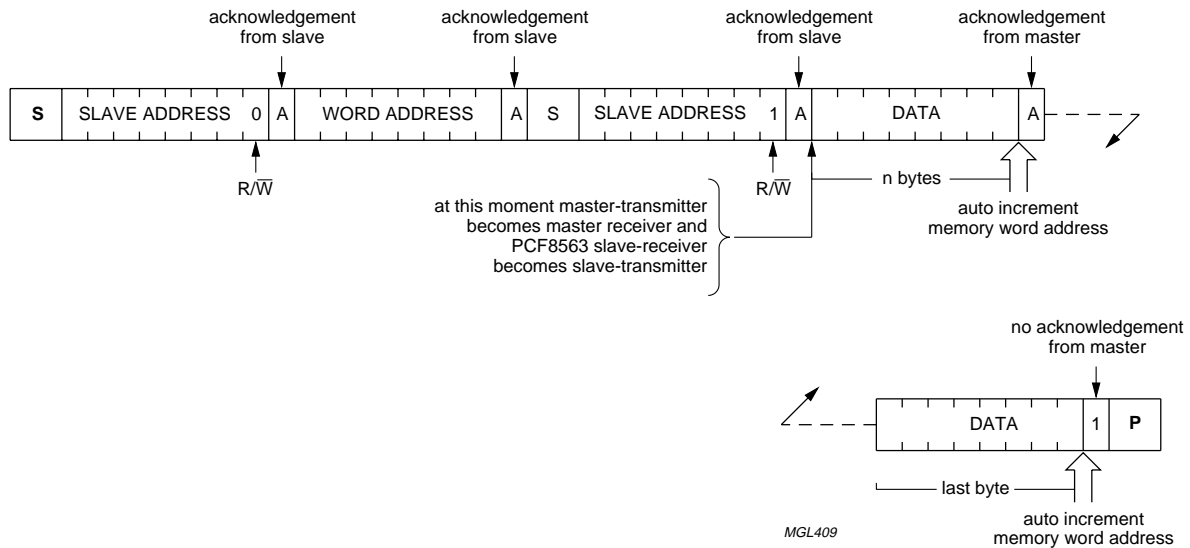 acknowledgement
from slave
acknowledgement
from slave
acknowledgement
from slave
acknowledgement
from master
S SLAVE ADDRESS 0 A WORD ADDRESS A S SLAVE ADDRESS 1 A DATA A
R/W̅
R/W̅
n bytes
at this moment master-transmitter
becomes master receiver and
PCF8563 slave-receiver
becomes slave-transmitter
auto increment
memory word address
no acknowledgement
from master
DATA 1 P
last byte
auto increment
memory word address
MGL409